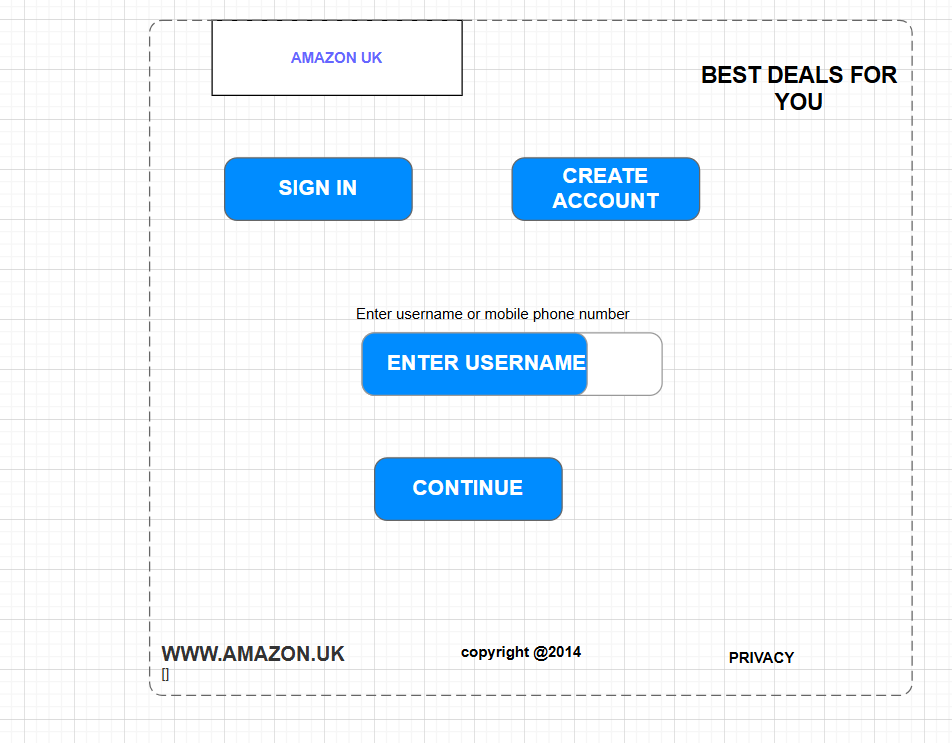 AMAZON UK
BEST DEALS FOR
YOU
SIGN IN
CREATE
ACCOUNT
Enter username or mobile phone number
ENTER USERNAME
CONTINUE
WWW.AMAZON.UK
copyright @2014
PRIVACY
[]